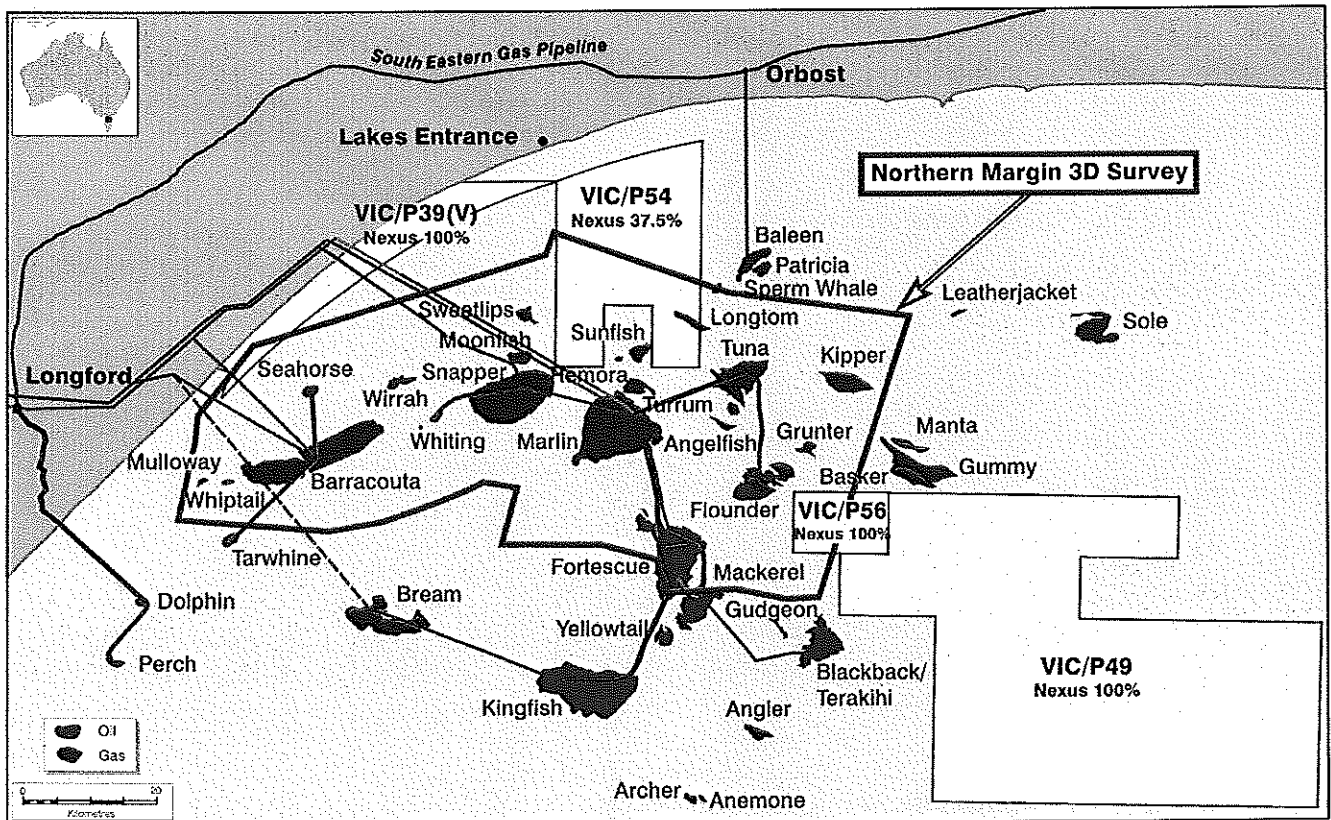 South Eastern Gas Pipeline
Orbost
Lakes Entrance
Northern Margin 3D Survey
VIC/P54
Nexus 37.5%
VIC/P39(V)
Nexus 100%
Baleen
Patricia
Sperm Whale
Leatherjacket
Sweetlips
Longtom
Sole
Moonfish
Sunfish
Tuna
Kipper
Longford
Seahorse
Snapper
Remora
Wirrah
Turrum
Whiting
Marlin
Angelfish
Grunter
Manta
Mulloway
Barracouta
Basker
Gummy
Whiptail
Flounder
VIC/P56
Nexus 100%
Tarwhine
Fortescue
Mackerel
Dolphin
Bream
Gudgeon
Yellowtail
Perch
VIC/P49
Nexus 100%
Blackback/
Terakihi
Kingfish
Angler
Oil
Gas
Archer
Anemone
0 20
Kilometres